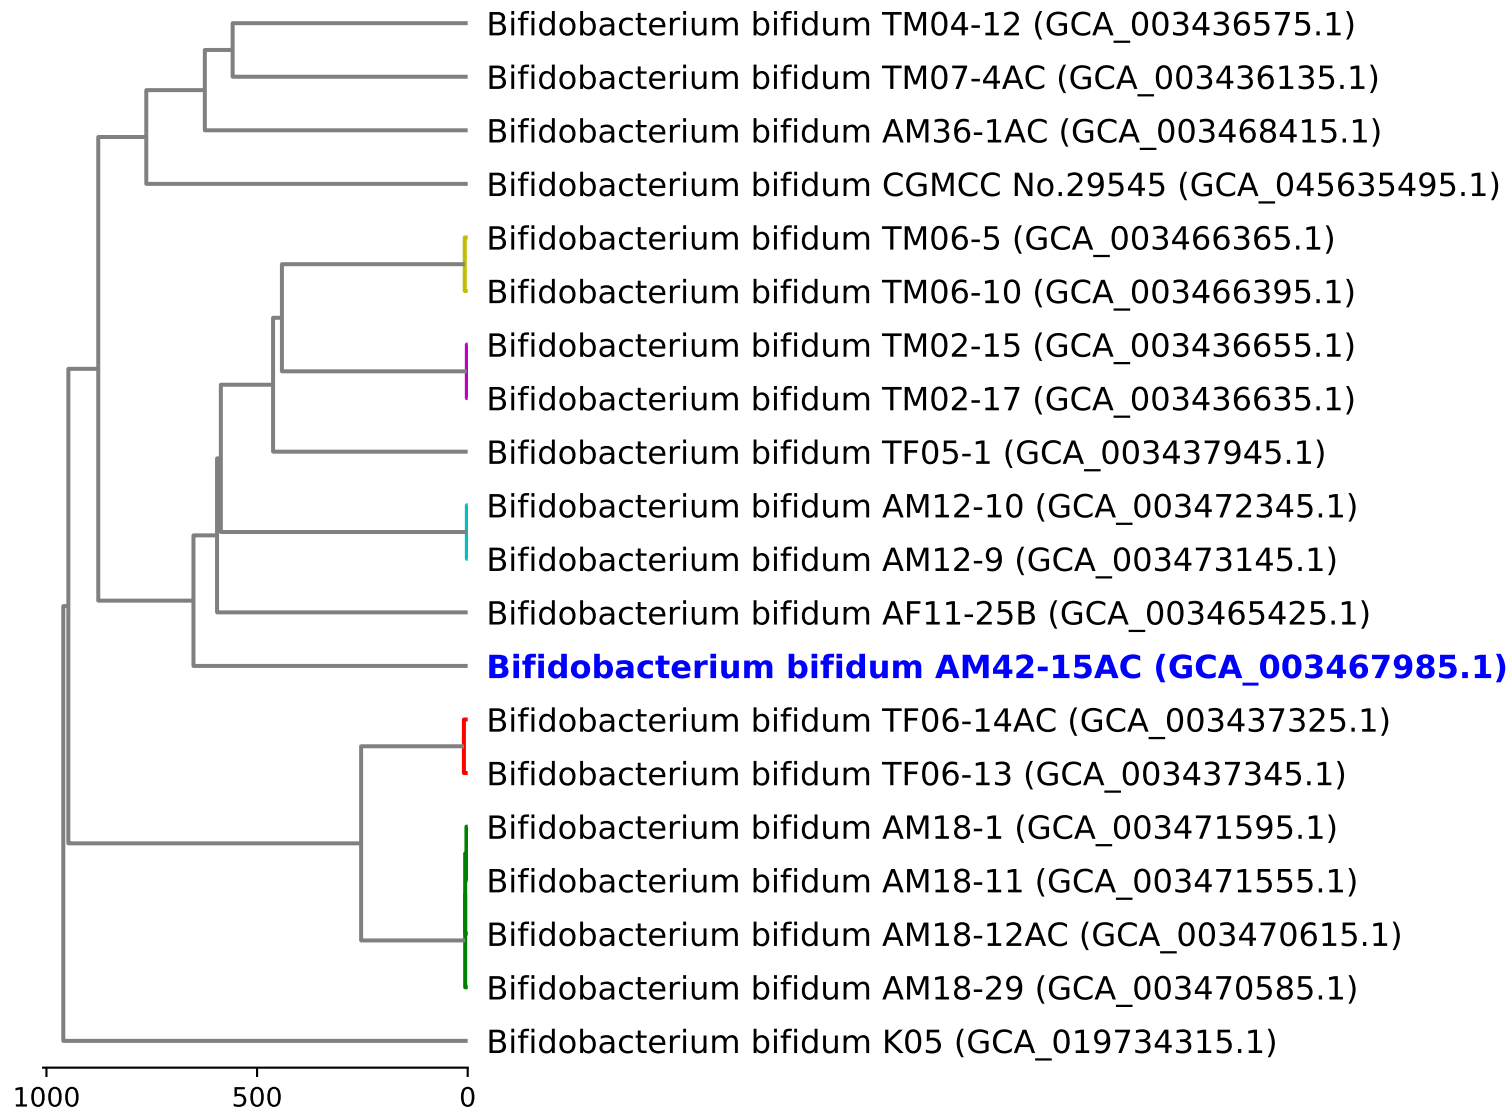 Bifidobacterium bifidum TM04-12 (GCA_003436575.1)
Bifidobacterium bifidum TM07-4AC (GCA_003436135.1)
Bifidobacterium bifidum AM36-1AC (GCA_003468415.1)
Bifidobacterium bifidum CGMCC No.29545 (GCA_045635495.1)
Bifidobacterium bifidum TM06-5 (GCA_003466365.1)
Bifidobacterium bifidum TM06-10 (GCA_003466395.1)
Bifidobacterium bifidum TM02-15 (GCA_003436655.1)
Bifidobacterium bifidum TM02-17 (GCA_003436635.1)
Bifidobacterium bifidum TF05-1 (GCA_003437945.1)
Bifidobacterium bifidum AM12-10 (GCA_003472345.1)
Bifidobacterium bifidum AM12-9 (GCA_003473145.1)
Bifidobacterium bifidum AF11-25B (GCA_003465425.1)
Bifidobacterium bifidum AM42-15AC (GCA_003467985.1)
Bifidobacterium bifidum TF06-14AC (GCA_003437325.1)
Bifidobacterium bifidum TF06-13 (GCA_003437345.1)
Bifidobacterium bifidum AM18-1 (GCA_003471595.1)
Bifidobacterium bifidum AM18-11 (GCA_003471555.1)
Bifidobacterium bifidum AM18-12AC (GCA_003470615.1)
Bifidobacterium bifidum AM18-29 (GCA_003470585.1)
Bifidobacterium bifidum K05 (GCA_019734315.1)
1000 500 0